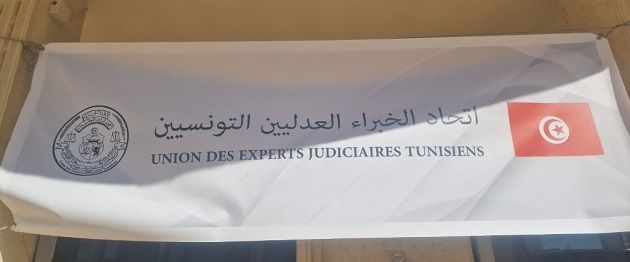 اتحاد الخبراء العدليين التونسيين
UNION DES EXPERTS JUDICIAIRES TUNISIENS